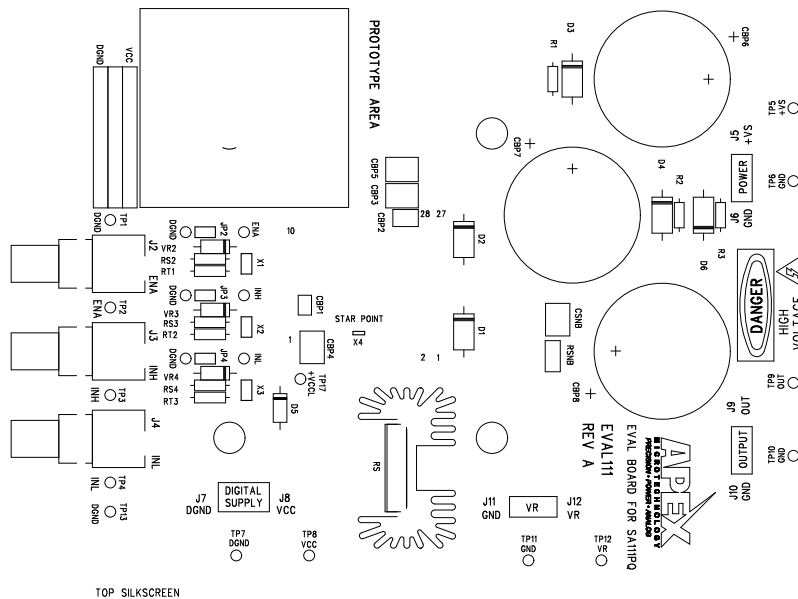 PROTOTYPE AREA
VCC
DGND
D3
R1
CBP6
CBP7
TP5
+VS
J5
+VS
POWER
TP6
GND
J6
GND
D4
R2
R3
D6
CBP5
CBP3
CBP2
28 27
D2
D1
2 1
DGND
TP1
J2
ENA
DGND
JP2
ENA
VR2
RS2
RT1
X1
10
ENA
TP2
J3
INH
DGND
JP3
INH
VR3
RS3
RT2
X2
CBP1
STAR POINT
X4
1
CBP4
INH
TP3
J4
INL
DGND
JP4
INL
VR4
RS4
RT3
X3
TP17
+VCCL
D5
CSNB
RSNB
CBP8
DANGER
HIGH
TP9
OUT
J9
OUT
OUTPUT
TP10
GND
J10
GND
RS
INL
TP4
DGND
TP13
J7
DGND
DIGITAL
SUPPLY
J8
VCC
TP7
DGND
TP8
VCC
J11
GND
VR
J12
VR
TP11
GND
TP12
VR
EVAL111
REV A
EVAL BOARD FOR SA111PQ
APEX
MICROTECHNOLOGY
PRECISION•POWER•ANALOG
TOP SILKSCREEN